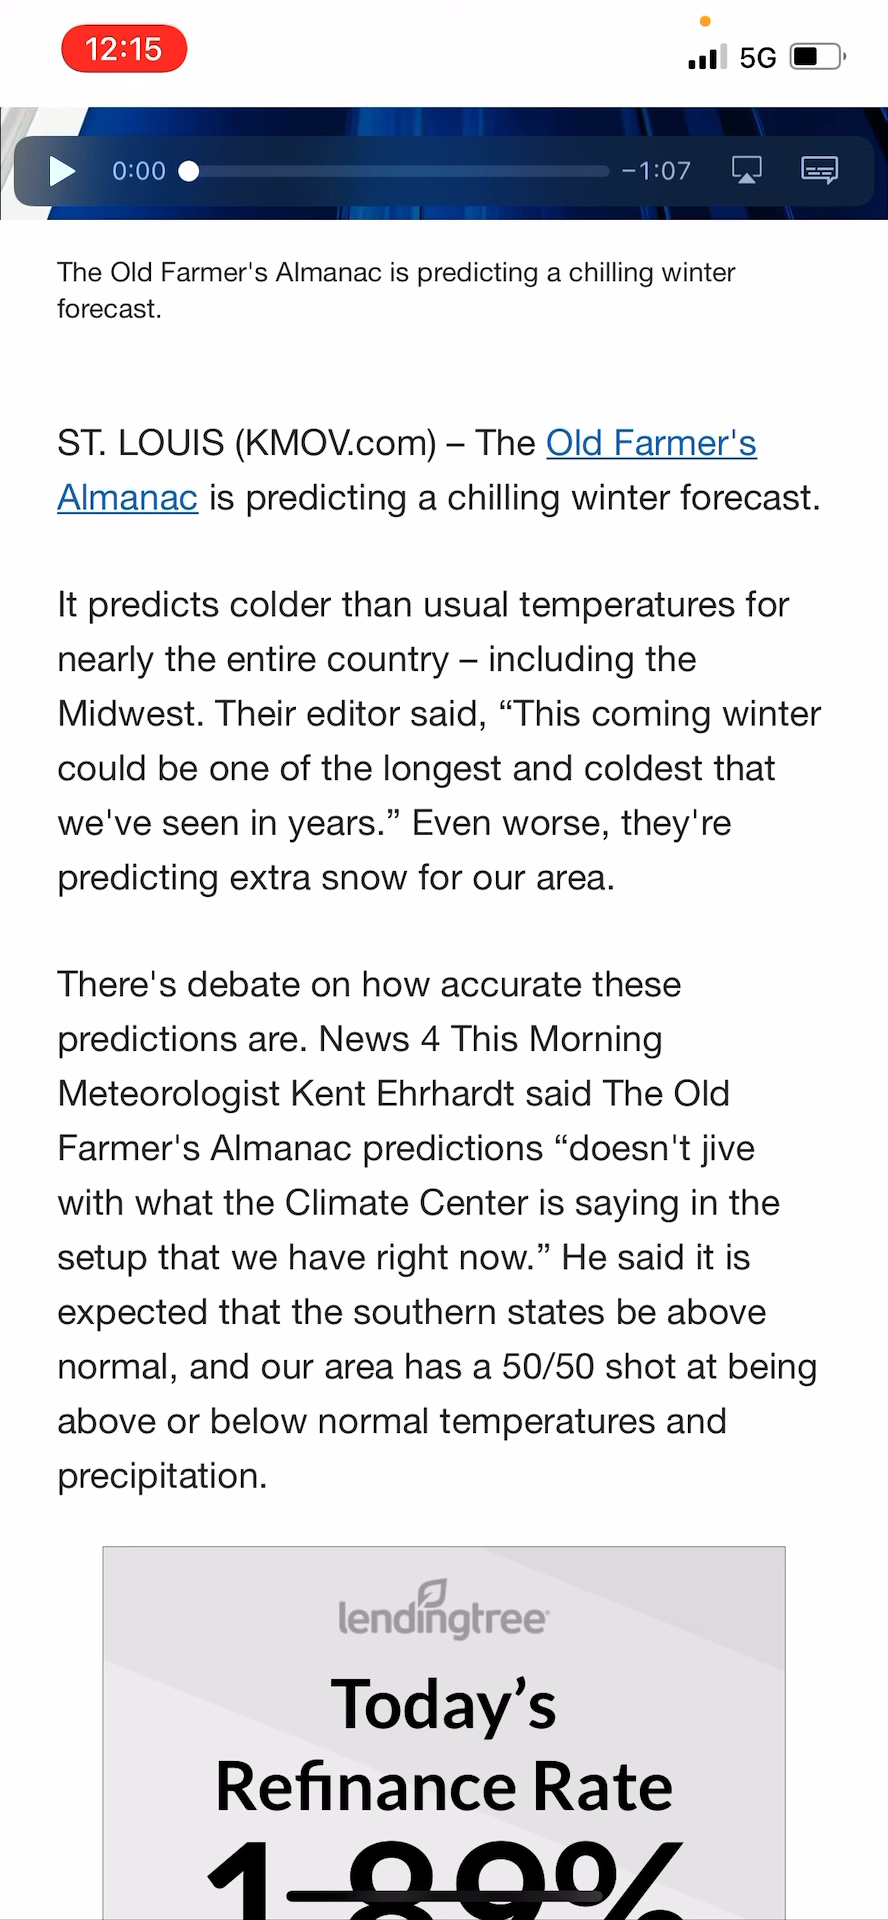 12:15
5G
0:00
−1:07
The Old Farmer's Almanac is predicting a chilling winter
forecast.
ST. LOUIS (KMOV.com) – The Old Farmer's
Almanac is predicting a chilling winter forecast.
It predicts colder than usual temperatures for
nearly the entire country – including the
Midwest. Their editor said, “This coming winter
could be one of the longest and coldest that
we've seen in years.” Even worse, they're
predicting extra snow for our area.
There's debate on how accurate these
predictions are. News 4 This Morning
Meteorologist Kent Ehrhardt said The Old
Farmer's Almanac predictions “doesn't jive
with what the Climate Center is saying in the
setup that we have right now.” He said it is
expected that the southern states be above
normal, and our area has a 50/50 shot at being
above or below normal temperatures and
precipitation.
lendingtree
Today’s
Refinance Rate
1.89%